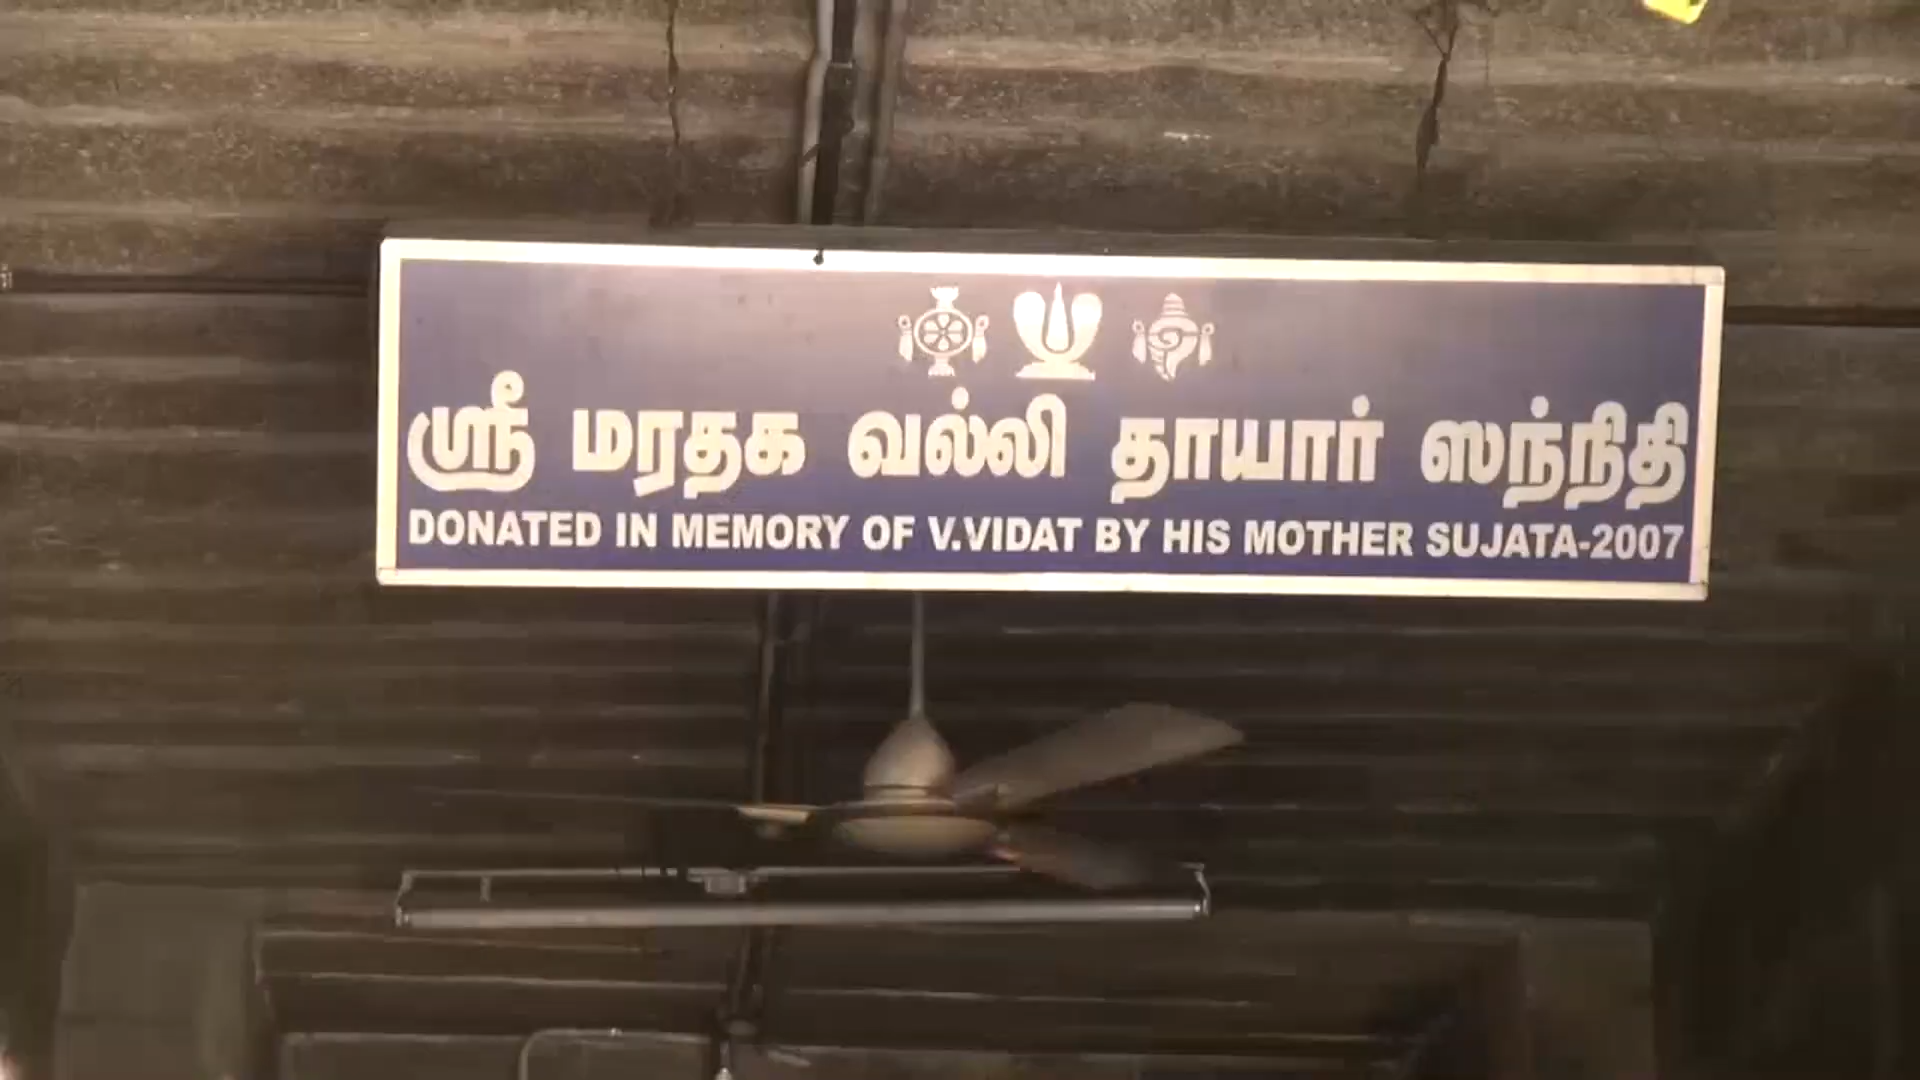 ஸ்ரீ மரதக வல்லி தாயார் ஸந்நிதி
DONATED IN MEMORY OF V.VIDAT BY HIS MOTHER SUJATA-2007